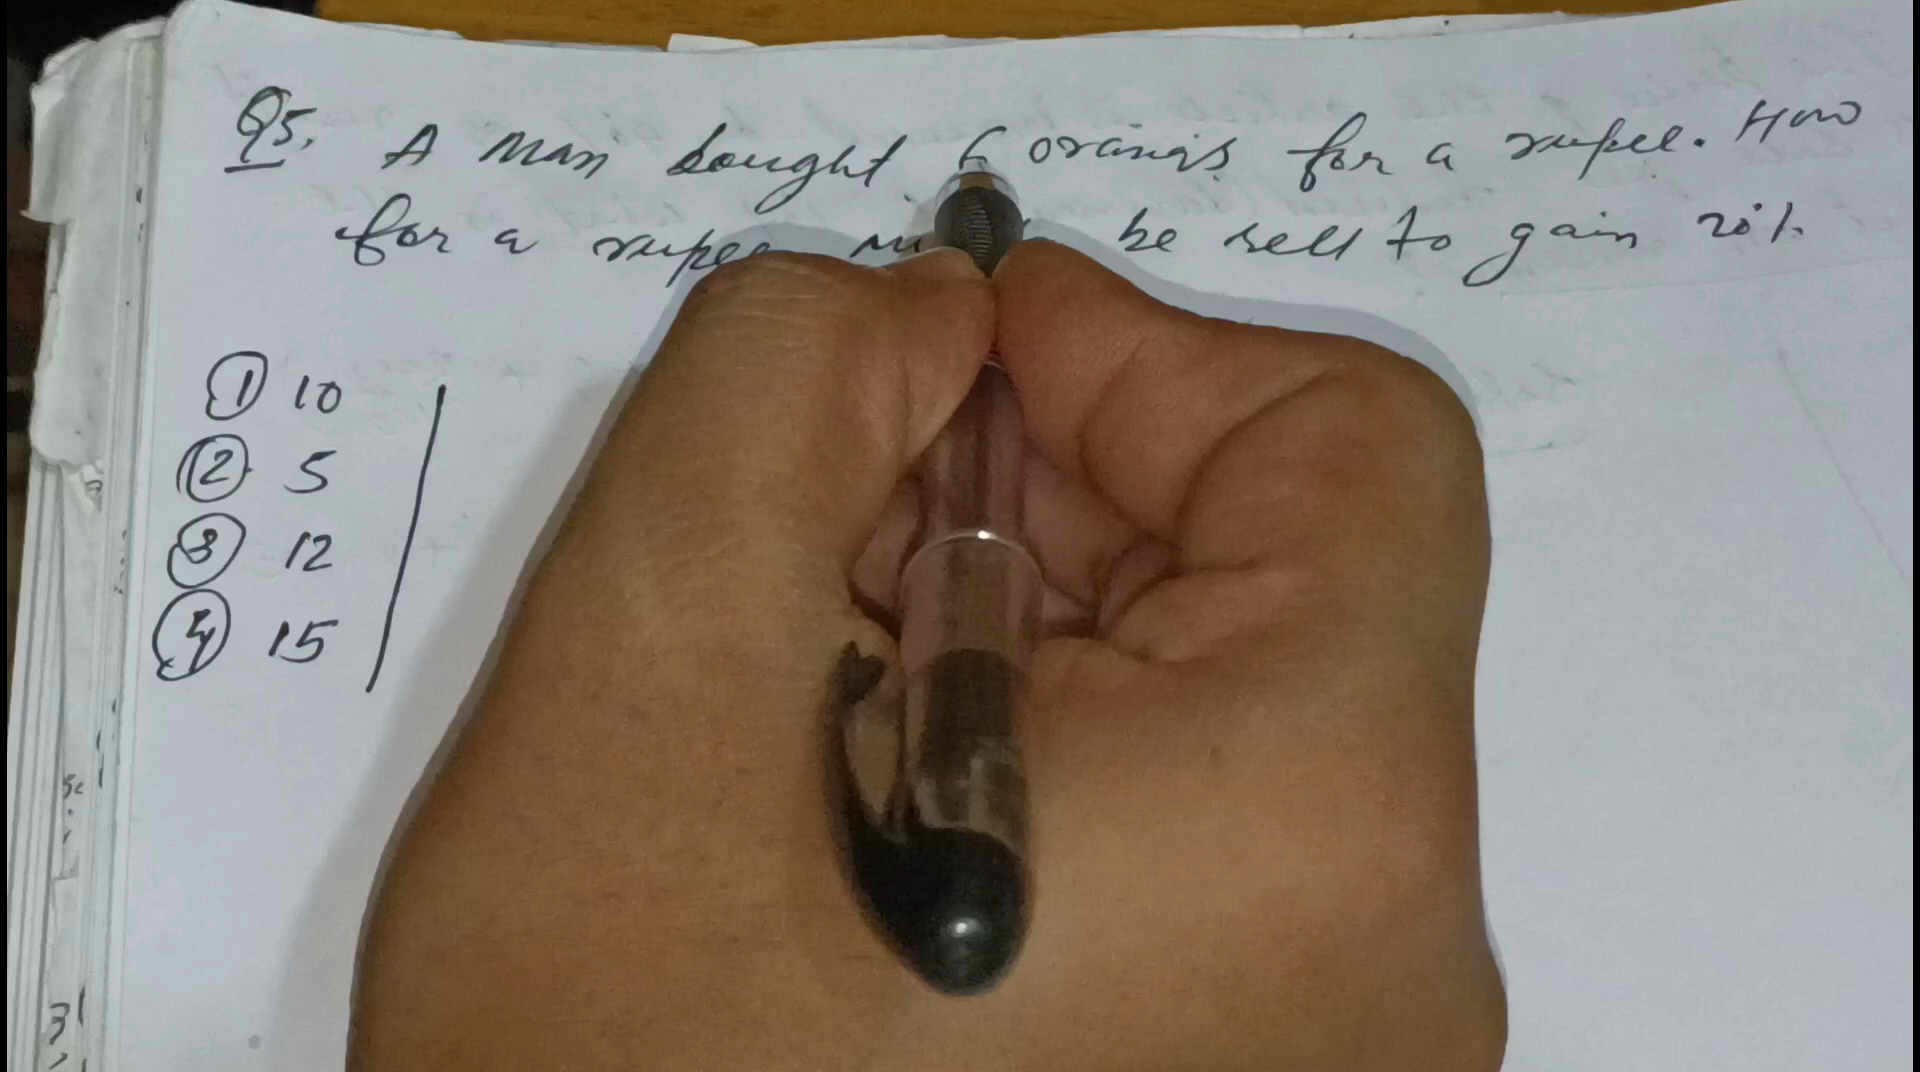 Q5. A man bought 6 oranges for a rupee. How
for a rupee he sell to gain 20%
① 10
② 5
③ 12
④ 15